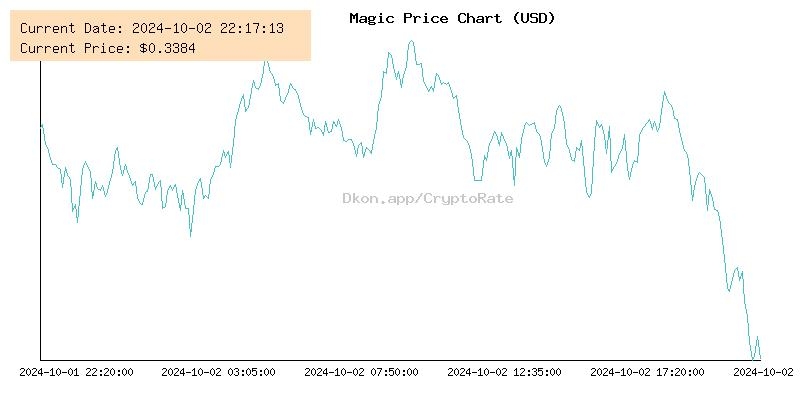 Magic Price Chart (USD)
Current Date: 2024-10-02 22:17:13
Current Price: $0.3384
Dkon.app/CryptoRate
2024-10-01 22:20:00 2024-10-02 03:05:00 2024-10-02 07:50:00 2024-10-02 12:35:00 2024-10-02 17:20:00 2024-10-02